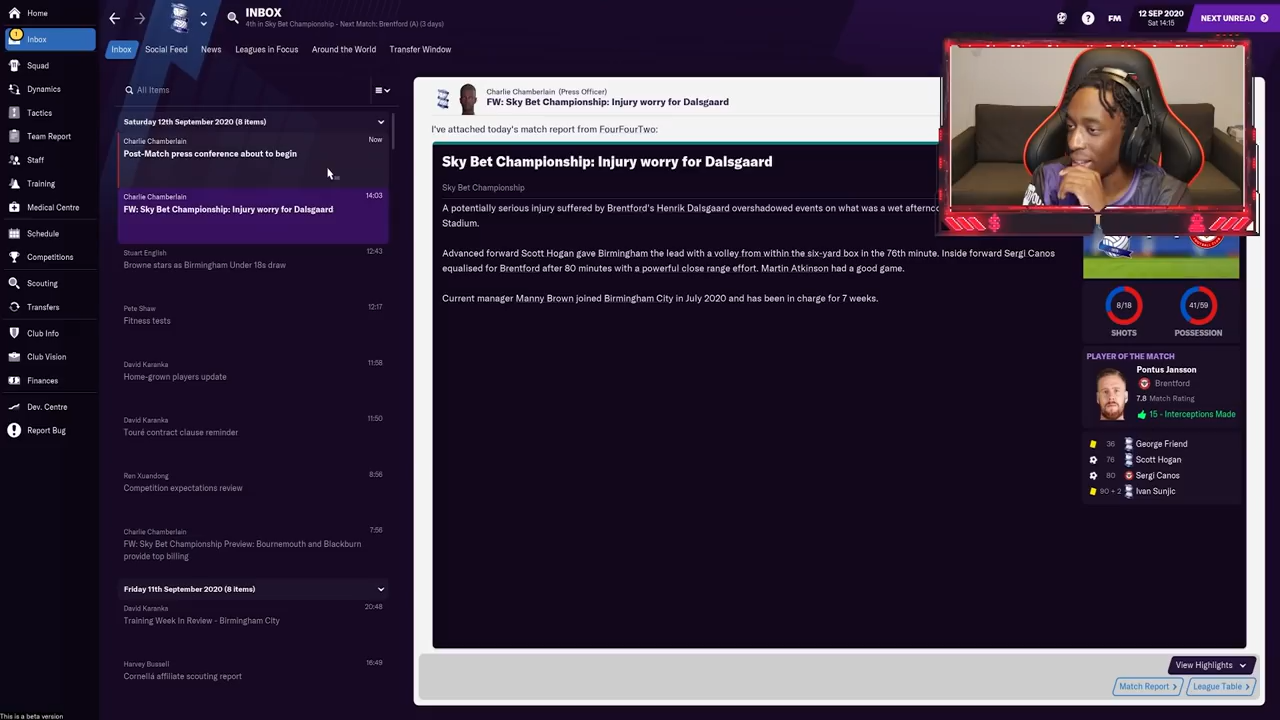 INBOX
4th in Sky Bet Championship - Next Match: Brentford (A) (3 days)
FM
12 SEP 2020
Sat 14:15
NEXT UNREAD
Home
1
Inbox
Squad
Dynamics
Tactics
Team Report
Staff
Training
Medical Centre
Schedule
Competitions
Scouting
Transfers
Club Info
Club Vision
Finances
Dev. Centre
Report Bug
This is a beta version
Inbox
Social Feed
News
Leagues in Focus
Around the World
Transfer Window
All Items
Saturday 12th September 2020 (8 items)
Charlie Chamberlain
Now
Post-Match press conference about to begin
Charlie Chamberlain
14:03
FW: Sky Bet Championship: Injury worry for Dalsgaard
Stuart English
12:43
Browne stars as Birmingham Under 18s draw
Pete Shaw
12:17
Fitness tests
David Karanka
11:58
Home-grown players update
David Karanka
11:50
Touré contract clause reminder
Ren Xuandong
8:56
Competition expectations review
Charlie Chamberlain
7:56
FW: Sky Bet Championship Preview: Bournemouth and Blackburn
provide top billing
Friday 11th September 2020 (8 items)
David Karanka
20:48
Training Week In Review - Birmingham City
Harvey Bussell
16:49
Cornellá affiliate scouting report
Charlie Chamberlain (Press Officer)
FW: Sky Bet Championship: Injury worry for Dalsgaard
I've attached today's match report from FourFourTwo:
Sky Bet Championship: Injury worry for Dalsgaard
Sky Bet Championship
A potentially serious injury suffered by Brentford's Henrik Dalsgaard overshadowed events on what was a wet
Stadium.
Advanced forward Scott Hogan gave Birmingham the lead with a volley from within the six-yard box in the 76th minute. Inside forward Sergi Canos
equalised for Brentford after 80 minutes with a powerful close range effort. Martin Atkinson had a good game.
Current manager Manny Brown joined Birmingham City in July 2020 and has been in charge for 7 weeks.
8/18
41/59
SHOTS
POSSESSION
PLAYER OF THE MATCH
Pontus Jansson
Brentford
7.8 Match Rating
15 - Interceptions Made
36 George Friend
76 Scott Hogan
80 Sergi Canos
90 + 2 Ivan Sunjic
View Highlights
Match Report
League Table